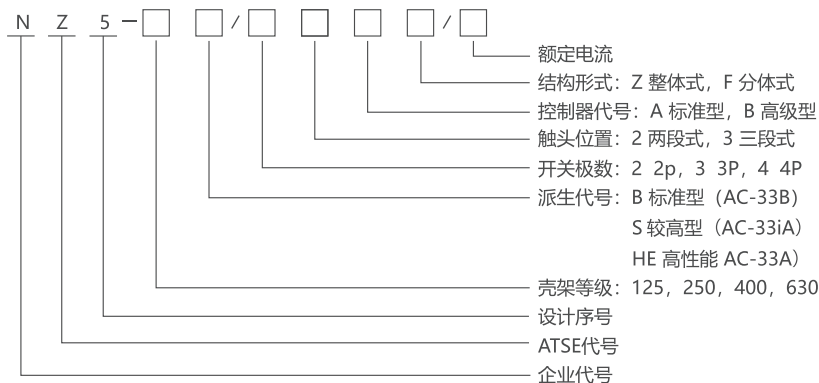 N Z 5 - □ □ / □ □ □ □ / □
额定电流
结构形式：Z 整体式，F 分体式
控制器代号：A 标准型，B 高级型
触头位置：2 两段式，3 三段式
开关极数：2 2p，3 3P，4 4P
派生代号：B 标准型（AC-33B）
S 较高型（AC-33iA）
HE 高性能 AC-33A）
壳架等级：125，250，400，630
设计序号
ATSE代号
企业代号